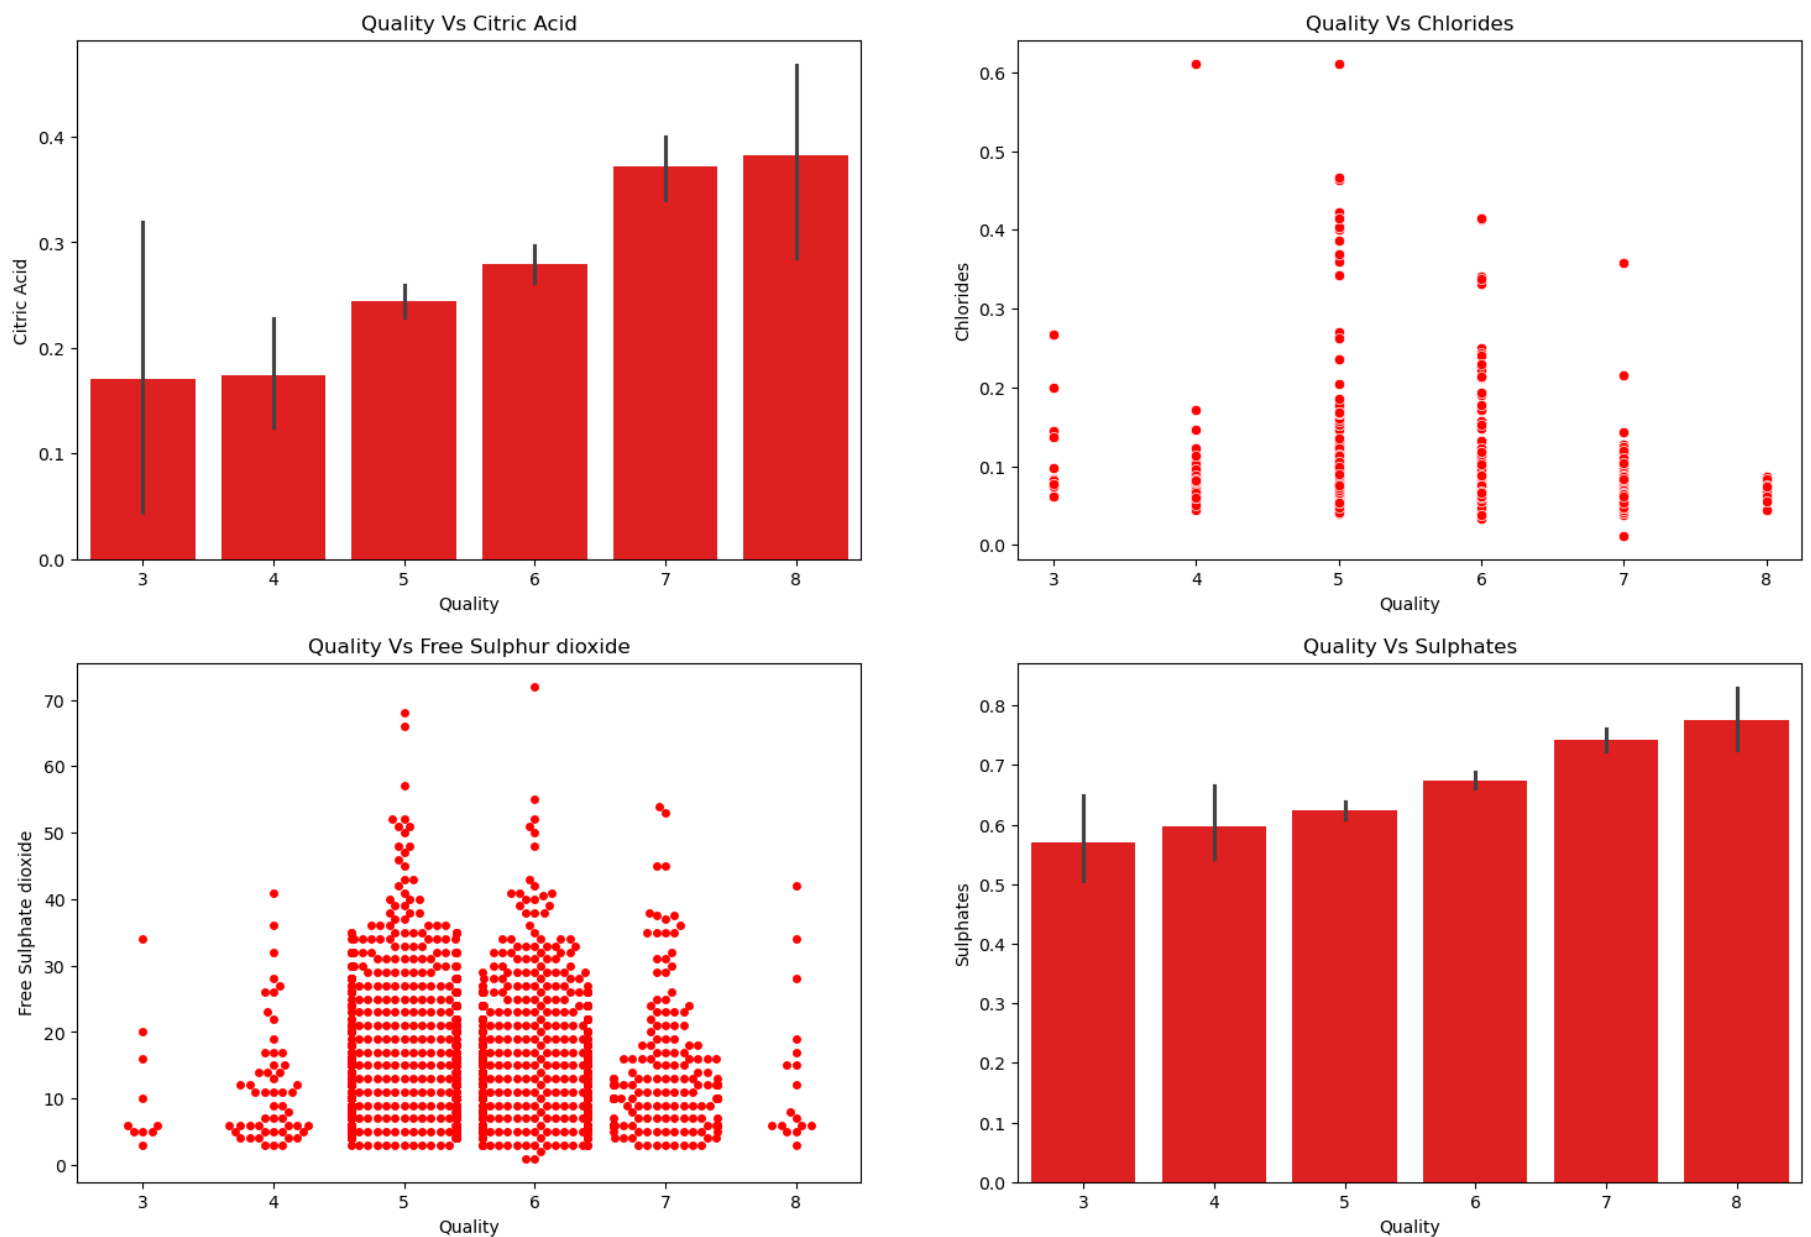 Quality Vs Citric Acid
Citric Acid
0.4
0.3
0.2
0.1
0.0
3 4 5 6 7 8
Quality
Quality Vs Chlorides
Chlorides
0.6
0.5
0.4
0.3
0.2
0.1
0.0
3 4 5 6 7 8
Quality
Quality Vs Free Sulphur dioxide
Free Sulphate dioxide
70
60
50
40
30
20
10
0
3 4 5 6 7 8
Quality
Quality Vs Sulphates
Sulphates
0.8
0.7
0.6
0.5
0.4
0.3
0.2
0.1
0.0
3 4 5 6 7 8
Quality